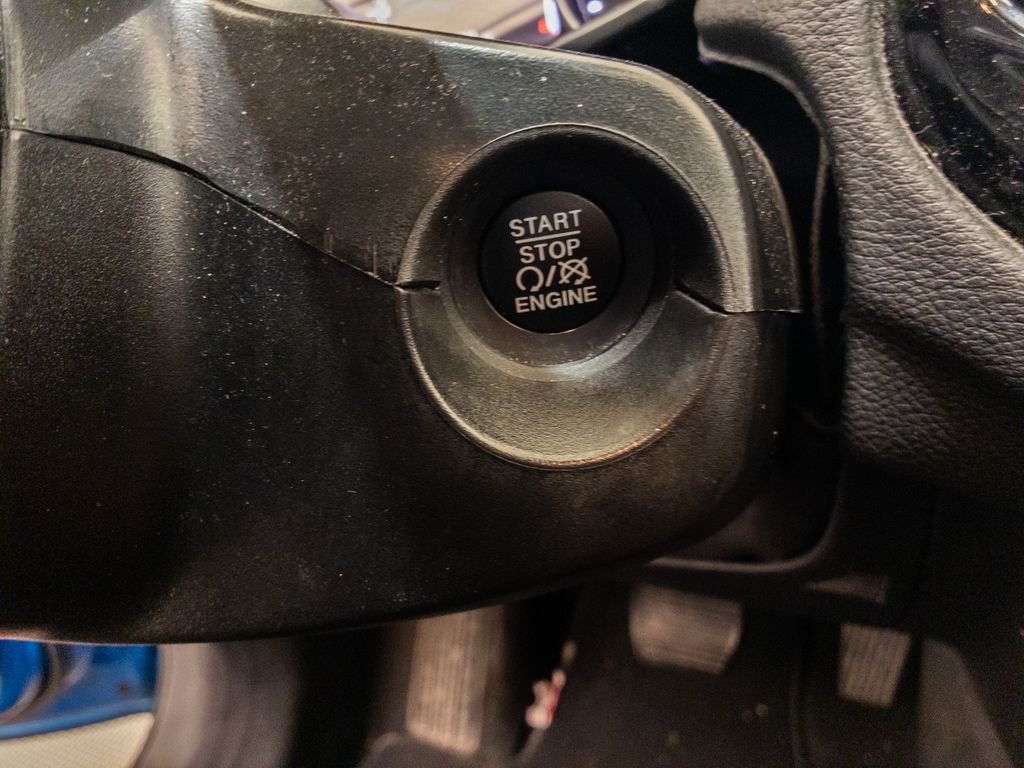 START
STOP
/
ENGINE